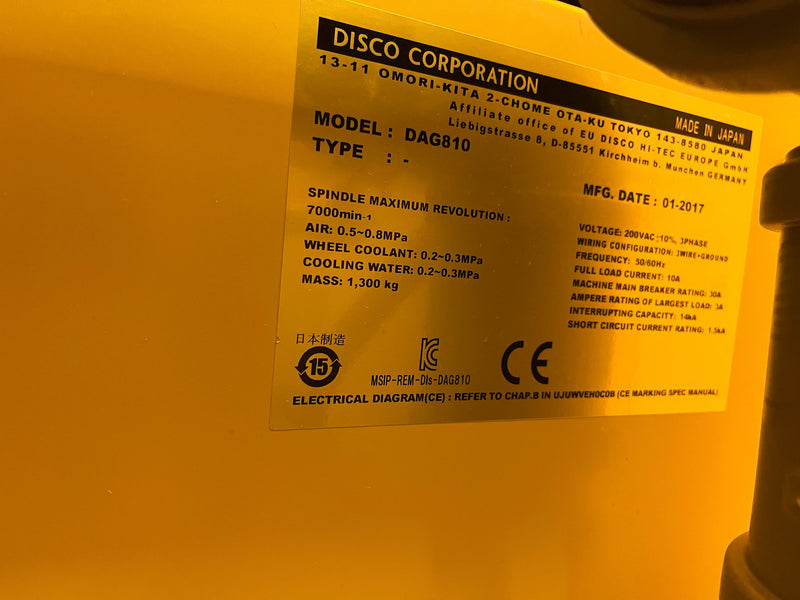 DISCO CORPORATION
MADE IN JAPAN
13-11 OMORI-KITA 2-CHOME OTA-KU TOKYO 143-8580 JAPAN
Affiliate office of EU DISCO HI-TEC EUROPE GmbH
Liebigstrasse 8, D-85551 Kirchheim b. Munchen GERMANY
MODEL : DAG810
TYPE : -
MFG. DATE : 01-2017
SPINDLE MAXIMUM REVOLUTION :
7000min-1
AIR: 0.5~0.8MPa
WHEEL COOLANT: 0.2~0.3MPa
COOLING WATER: 0.2~0.3MPa
MASS: 1,300 kg
VOLTAGE: 200VAC ±10%, 3PHASE
WIRING CONFIGURATION: 3WIRE+GROUND
FREQUENCY: 50/60Hz
FULL LOAD CURRENT: 10A
MACHINE MAIN BREAKER RATING: 30A
AMPERE RATING OF LARGEST LOAD: 3A
INTERRUPTING CAPACITY: 14kA
SHORT CIRCUIT CURRENT RATING: 1.5kA
日本制造
15
MSIP-REM-DIs-DAG810
CE
ELECTRICAL DIAGRAM(CE) : REFER TO CHAP.B IN UJUWVEH0C0B (CE MARKING SPEC MANUAL)